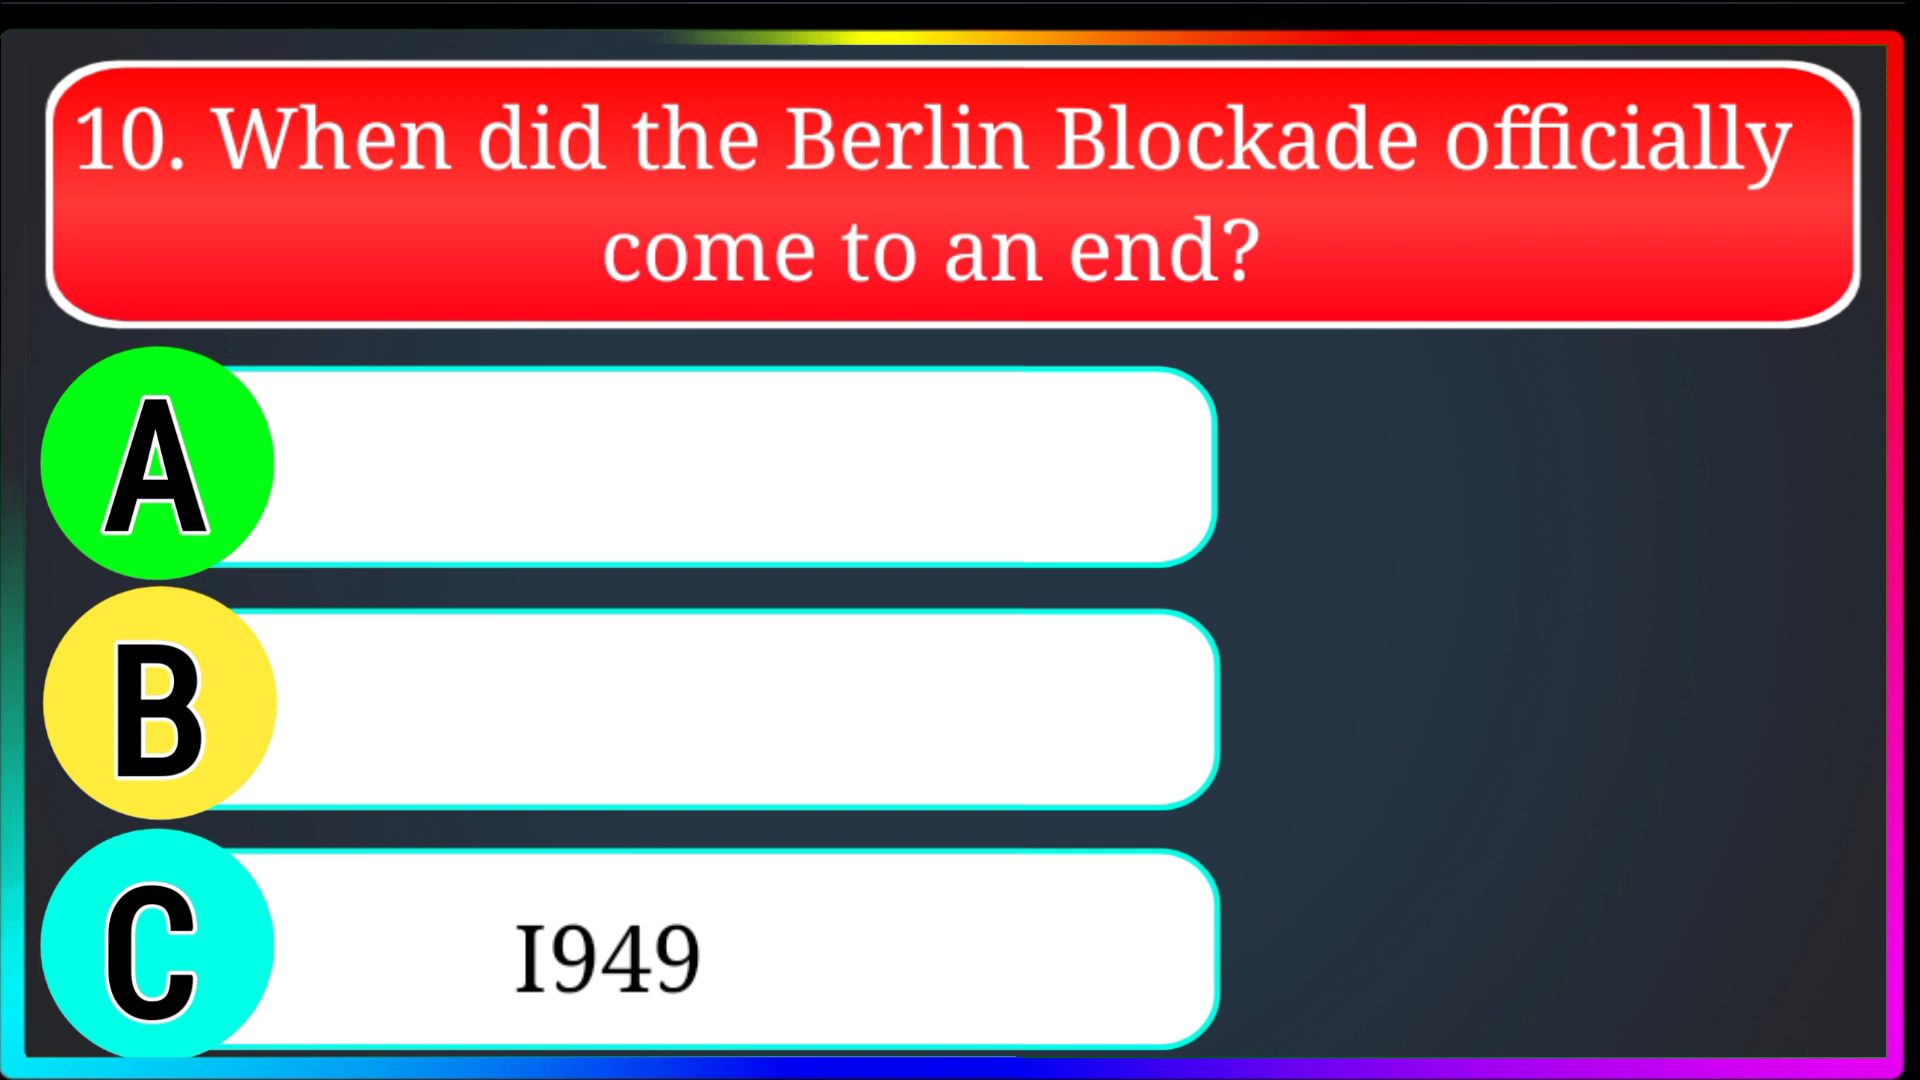 10. When did the Berlin Blockade officially
come to an end?
A
B
C
I949